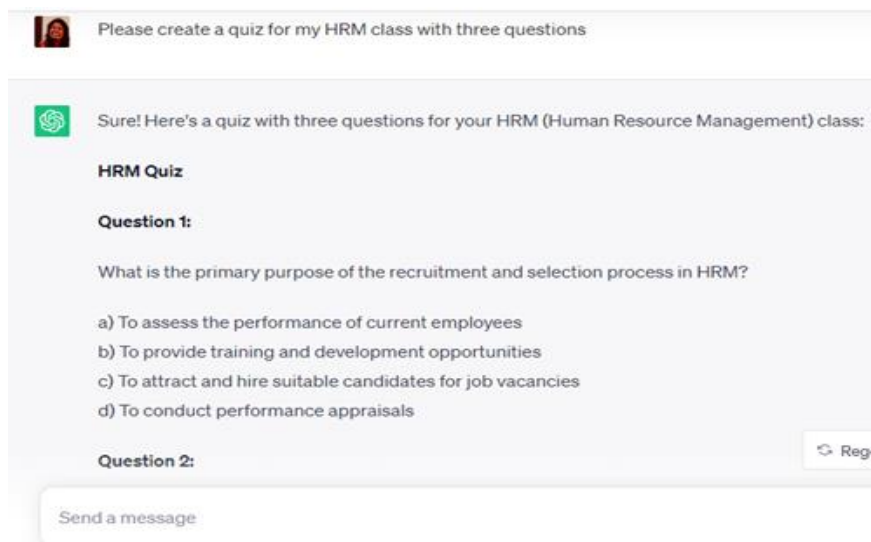 Please create a quiz for my HRM class with three questions
Sure! Here's a quiz with three questions for your HRM (Human Resource Management) class:
HRM Quiz
Question 1:
What is the primary purpose of the recruitment and selection process in HRM?
a) To assess the performance of current employees
b) To provide training and development opportunities
c) To attract and hire suitable candidates for job vacancies
d) To conduct performance appraisals
Question 2:
Send a message